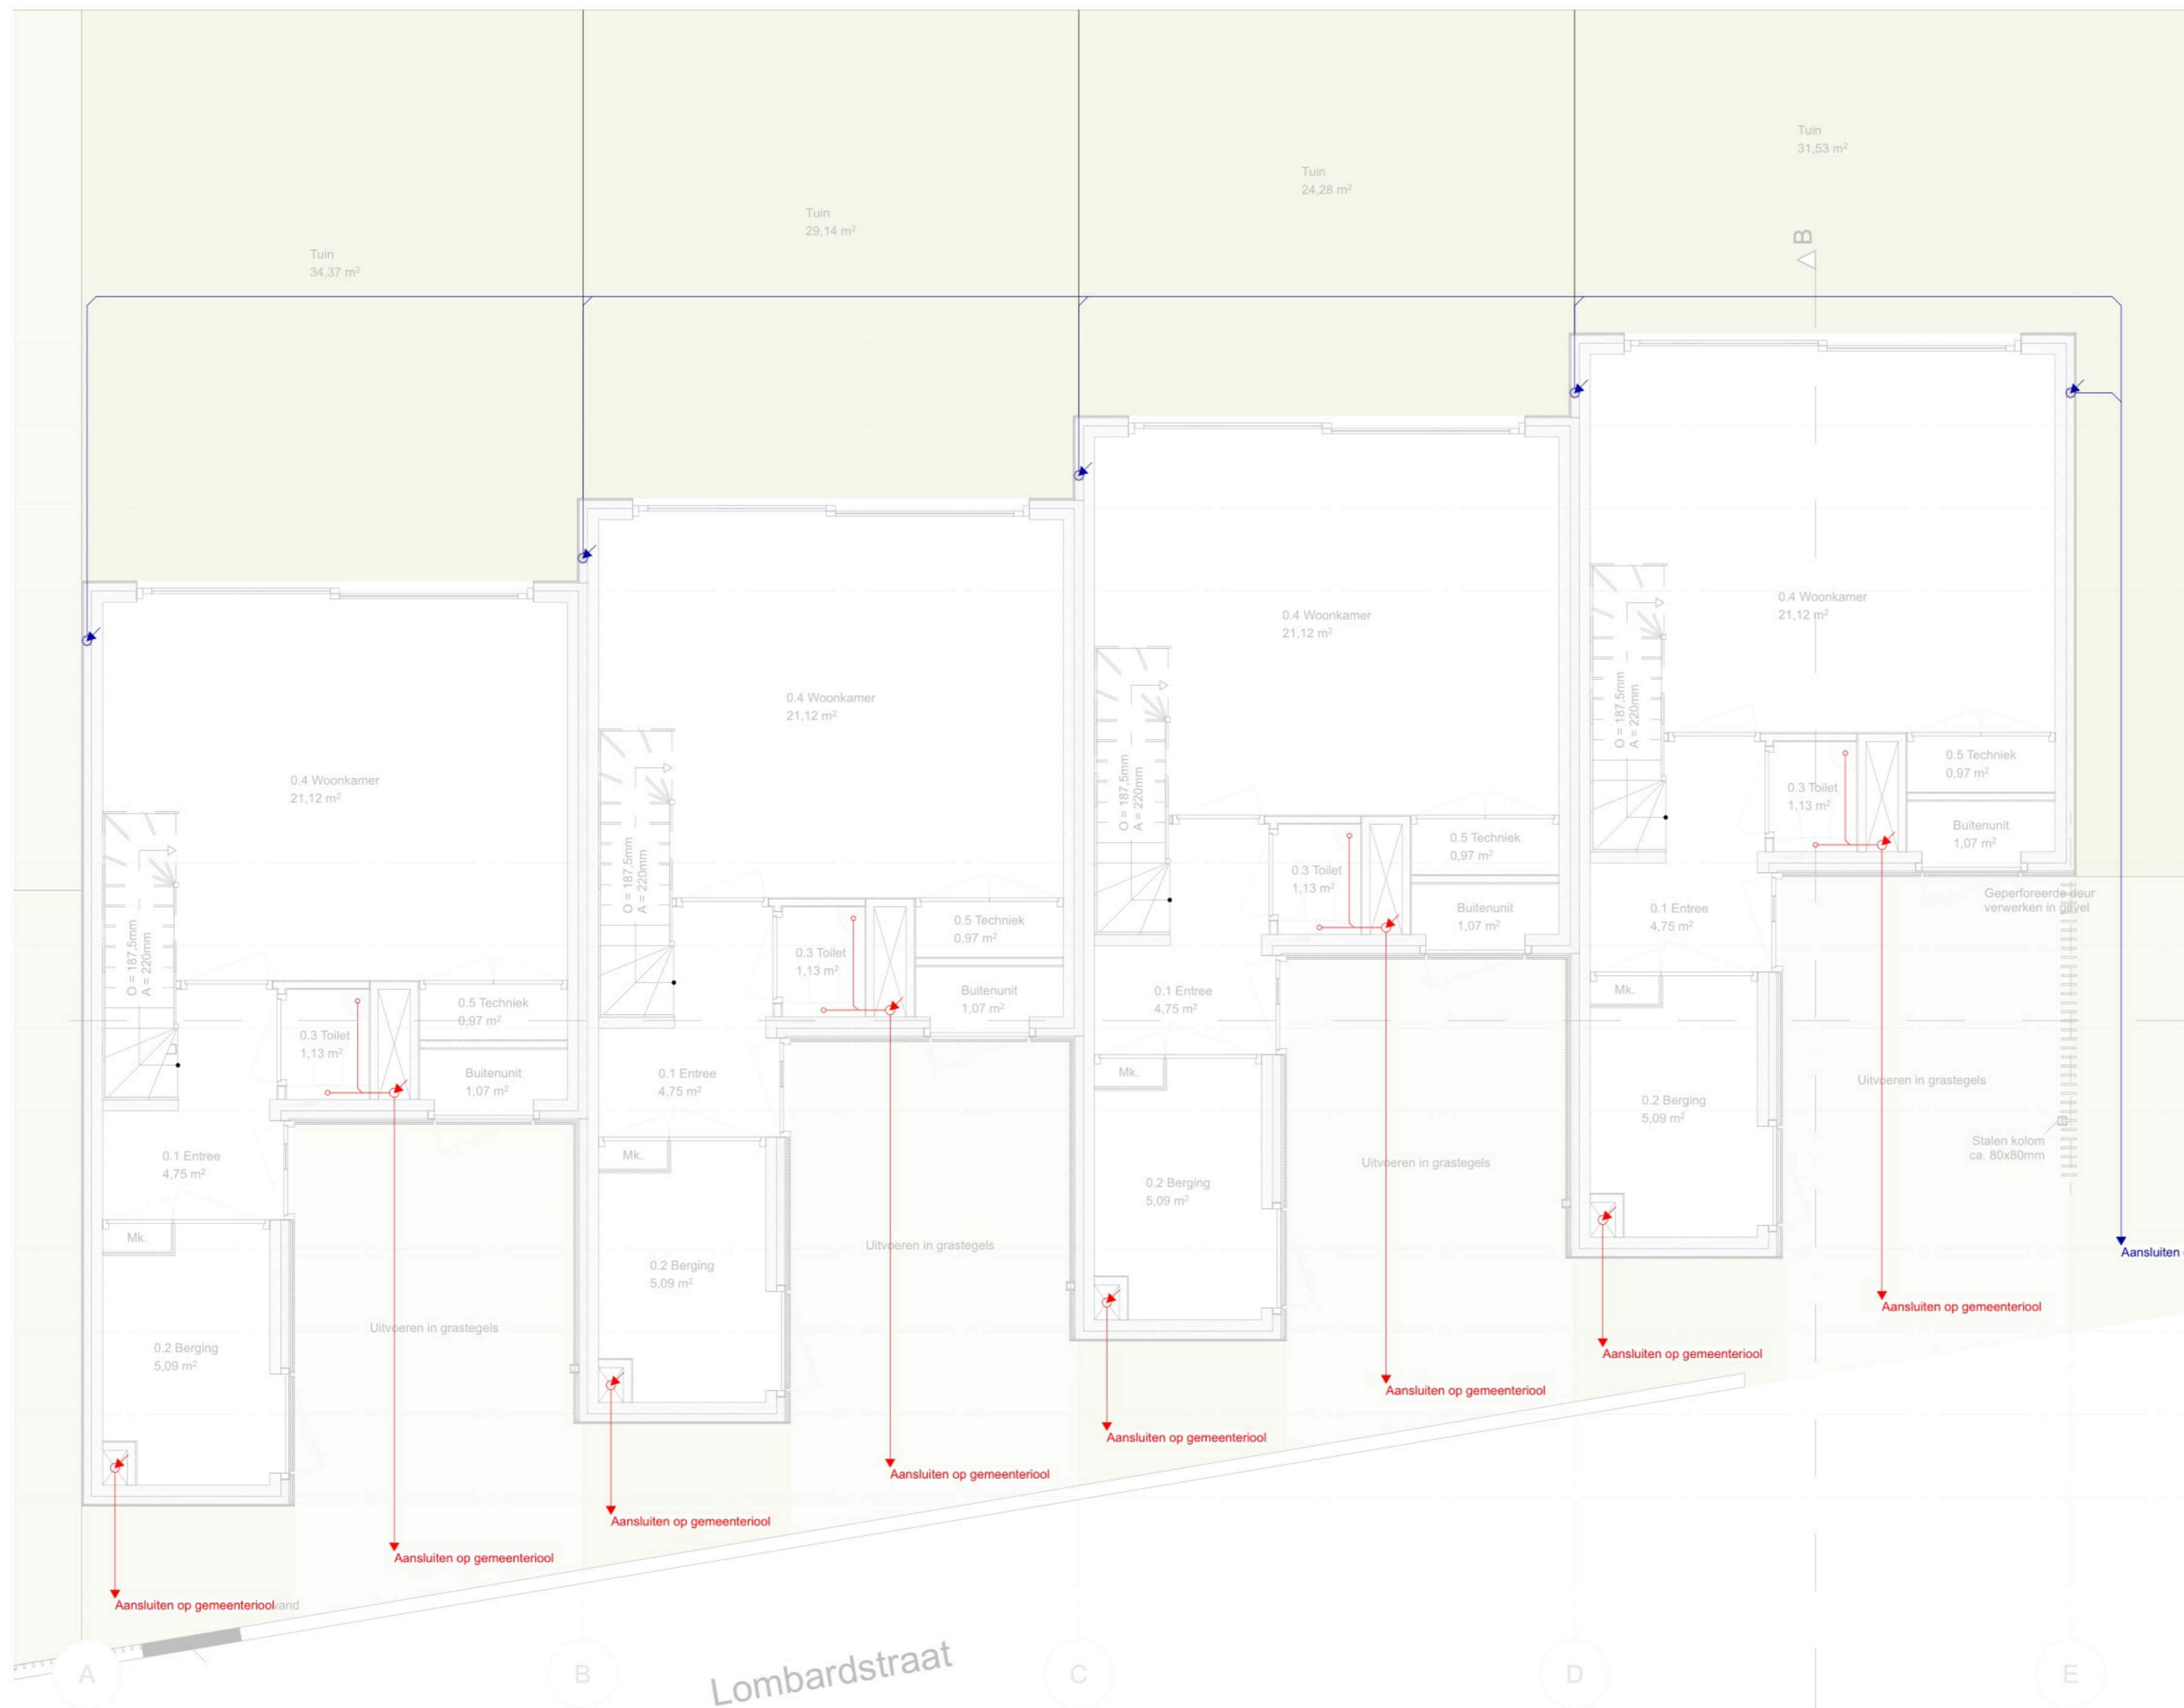 Tuin
31,53 m²
Tuin
24,28 m²
Tuin
29,14 m²
Tuin
34,37 m²
B
0.4 Woonkamer
21,12 m²
O = 187,5mm
A = 220mm
0.5 Techniek
0,97 m²
0.3 Toilet
1,13 m²
Buitenunit
1,07 m²
Geperforeerde deur
verwerken in gevel
0.1 Entree
4,75 m²
Mk.
0.2 Berging
5,09 m²
Uitvoeren in grastegels
Stalen kolom
ca. 80x80mm
Aansluiten
Aansluiten op gemeenteriool
Aansluiten op gemeenteriool
0.4 Woonkamer
21,12 m²
O = 187,5mm
A = 220mm
0.5 Techniek
0,97 m²
0.3 Toilet
1,13 m²
Buitenunit
1,07 m²
0.1 Entree
4,75 m²
Mk.
0.2 Berging
5,09 m²
Uitvoeren in grastegels
Aansluiten op gemeenteriool
Aansluiten op gemeenteriool
0.4 Woonkamer
21,12 m²
O = 187,5mm
A = 220mm
0.5 Techniek
0,97 m²
0.3 Toilet
1,13 m²
Buitenunit
1,07 m²
0.1 Entree
4,75 m²
Mk.
0.2 Berging
5,09 m²
Uitvoeren in grastegels
Aansluiten op gemeenteriool
Aansluiten op gemeenteriool
0.4 Woonkamer
21,12 m²
O = 187,5mm
A = 220mm
0.5 Techniek
0,97 m²
0.3 Toilet
1,13 m²
Buitenunit
1,07 m²
0.1 Entree
4,75 m²
Mk.
0.2 Berging
5,09 m²
Uitvoeren in grastegels
Aansluiten op gemeenteriool
Aansluiten op gemeenteriool
Lombardstraat
A
B
C
D
E